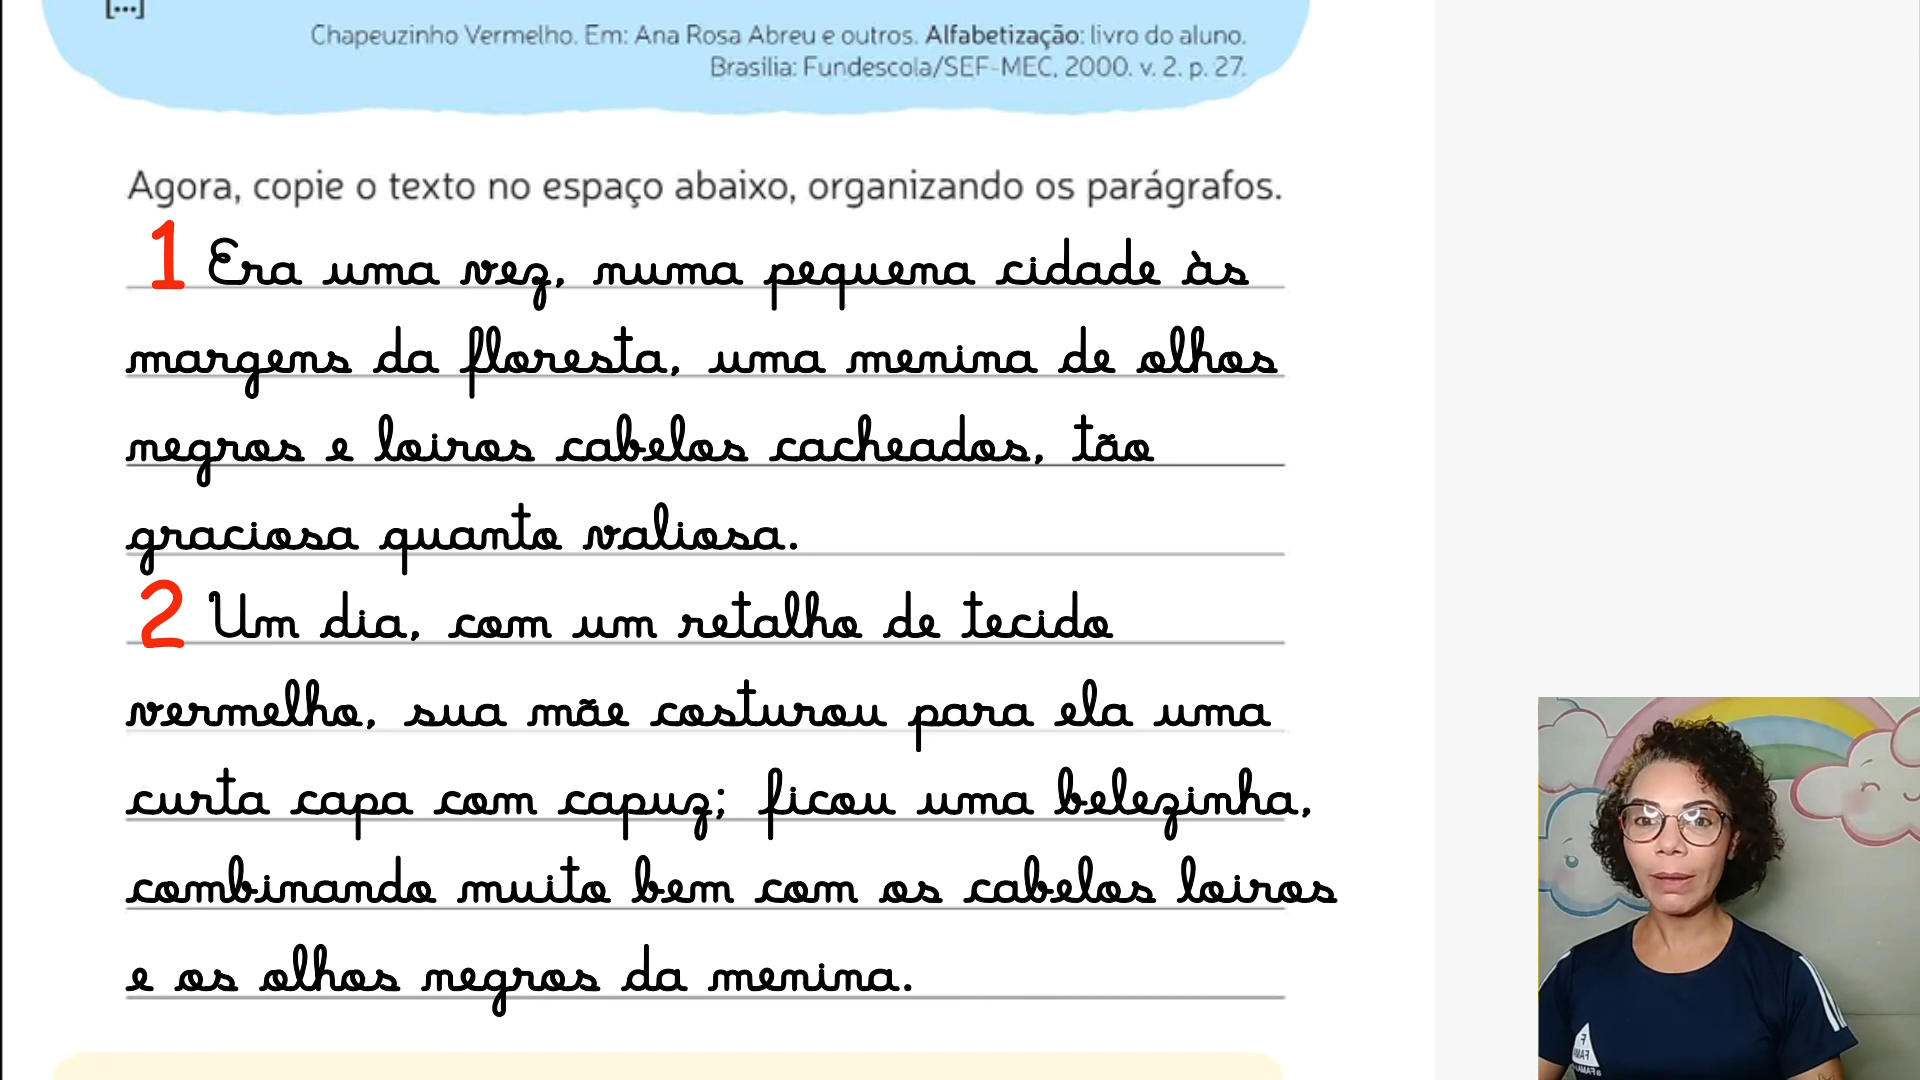 [...]
Chapeuzinho Vermelho. Em: Ana Rosa Abreu e outros. Alfabetização: livro do aluno.
Brasília: Fundescola/SEF-MEC, 2000. v. 2. p. 27.
Agora, copie o texto no espaço abaixo, organizando os parágrafos.
1 Era uma vez, numa pequena cidade às
margens da floresta, uma menina de olhos
negros e loiros cabelos cacheados, tão
graciosa quanto valiosa.
2 Um dia, com um retalho de tecido
vermelho, sua mãe costurou para ela uma
curta capa com capuz; ficou uma belezinha,
combinando muito bem com os cabelos loiros
e os olhos negros da menina.